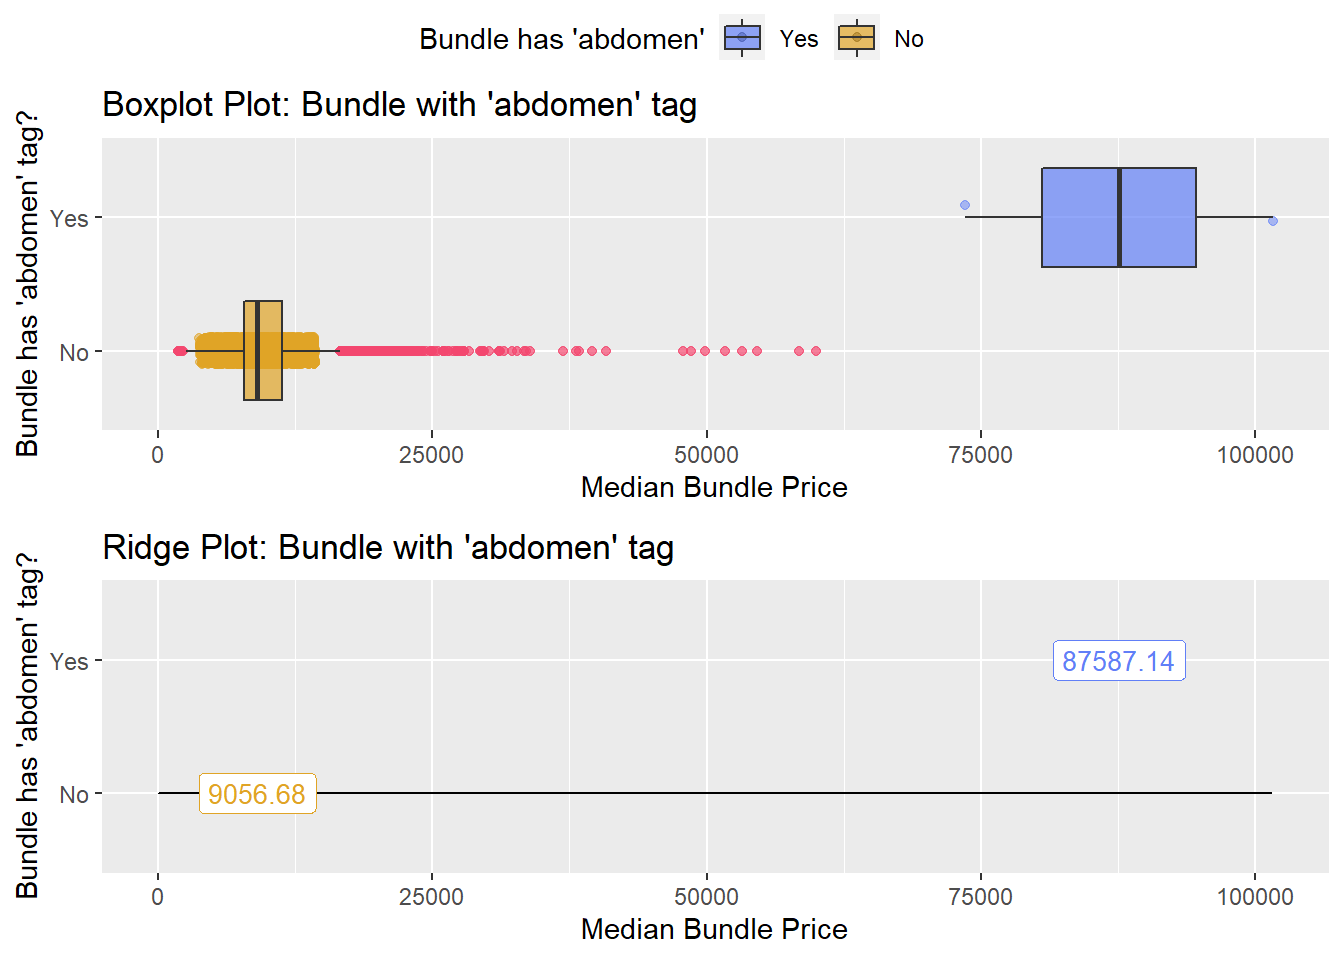 Bundle has 'abdomen' Yes No
Boxplot Plot: Bundle with 'abdomen' tag
Bundle has 'abdomen' tag?
Yes
No
0 25000 50000 75000 100000
Median Bundle Price
Ridge Plot: Bundle with 'abdomen' tag
Bundle has 'abdomen' tag?
Yes
87587.14
No
9056.68
0 25000 50000 75000 100000
Median Bundle Price